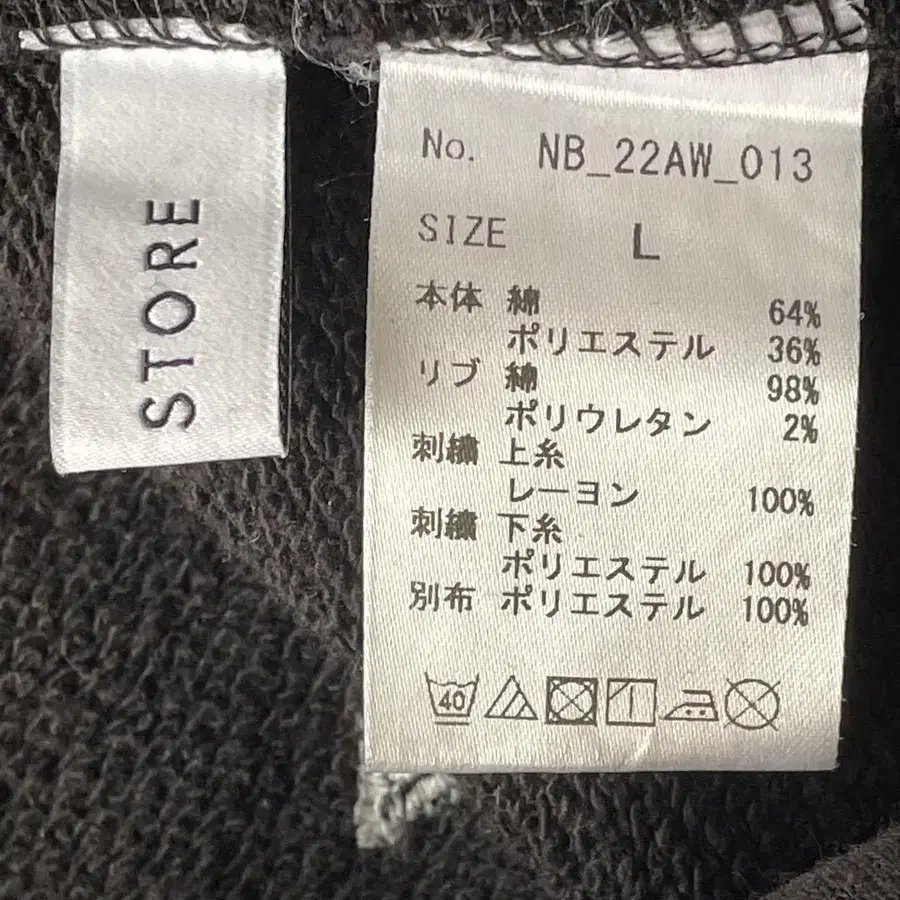 STORE
No. NB_22AW_013
SIZE L
本体 綿 64%
ポリエステル 36%
リブ 綿 98%
ポリウレタン 2%
刺繍 上糸
レーヨン 100%
刺繍 下糸
ポリエステル 100%
別布 ポリエステル 100%
40